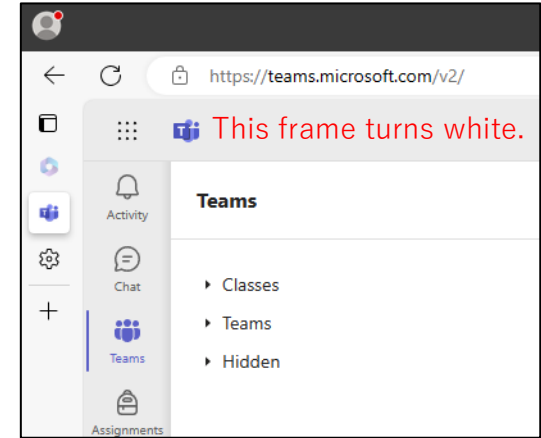 https://teams.microsoft.com/v2/
This frame turns white.
Activity
Chat
Teams
Assignments
Teams
Classes
Teams
Hidden